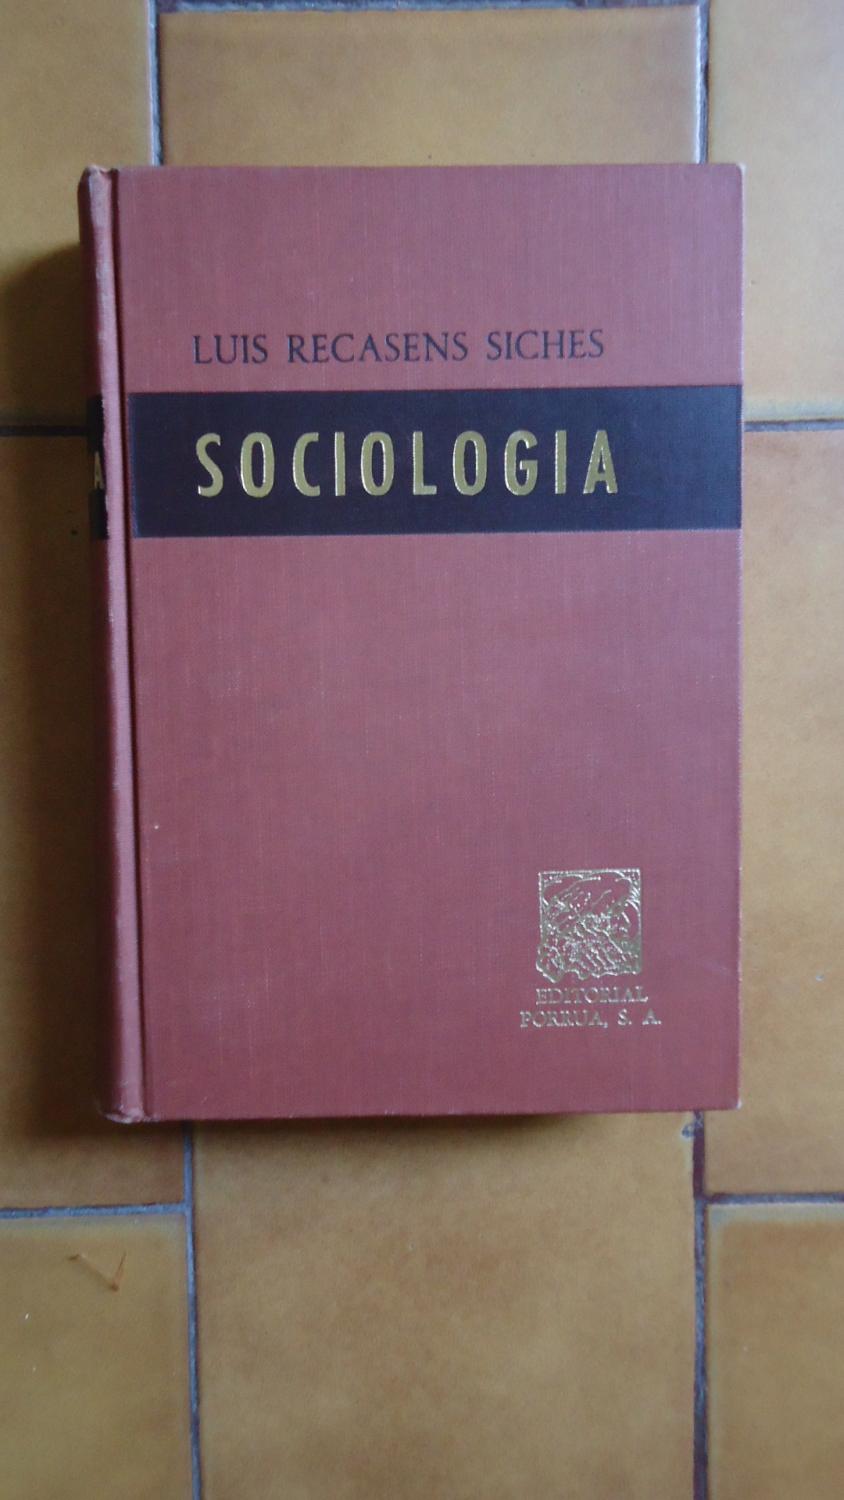 LUIS RECASENS SICHES
SOCIOLOGIA
A
EDITORIAL
PORRUA, S. A.